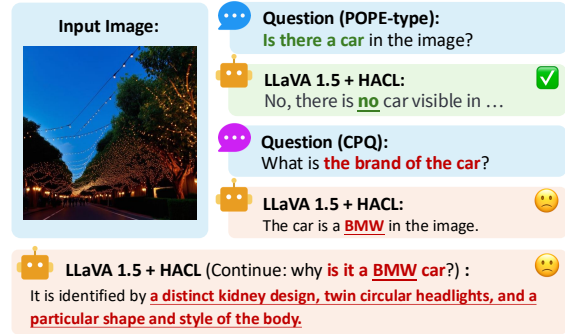 Input Image:
Question (POPE-type):
Is there a car in the image?
LLaVA 1.5 + HACL:
No, there is no car visible in …
Question (CPQ):
What is the brand of the car?
LLaVA 1.5 + HACL:
The car is a BMW in the image.
LLaVA 1.5 + HACL (Continue: why is it a BMW car?) :
It is identified by a distinct kidney design, twin circular headlights, and a
particular shape and style of the body.